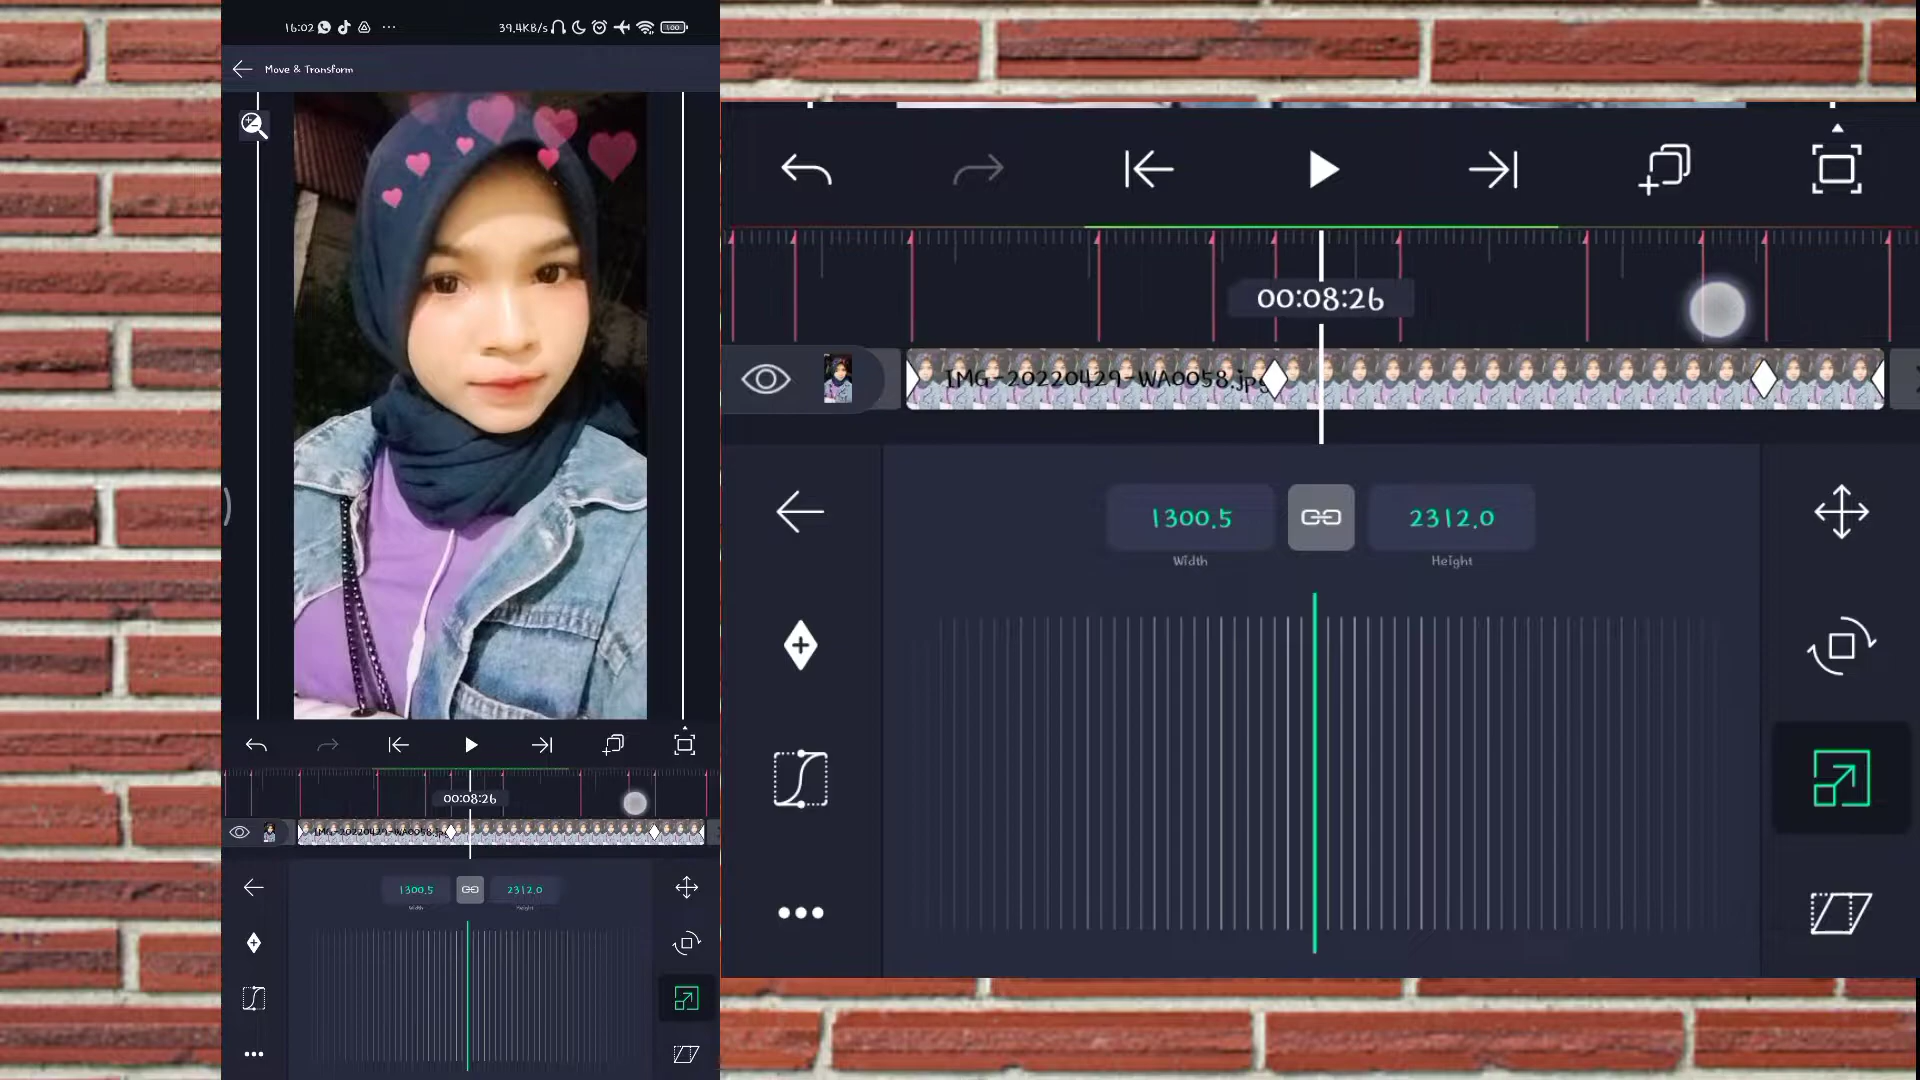 16:02
39.4KB/s
100
Move & Transform
00:08:26
IMG-20220429-WA0058.jpg
1300.5
2312.0
Width
Height
00:08:26
IMG-20220429-WA0058.jpg
1300.5
2312.0
Width
Height